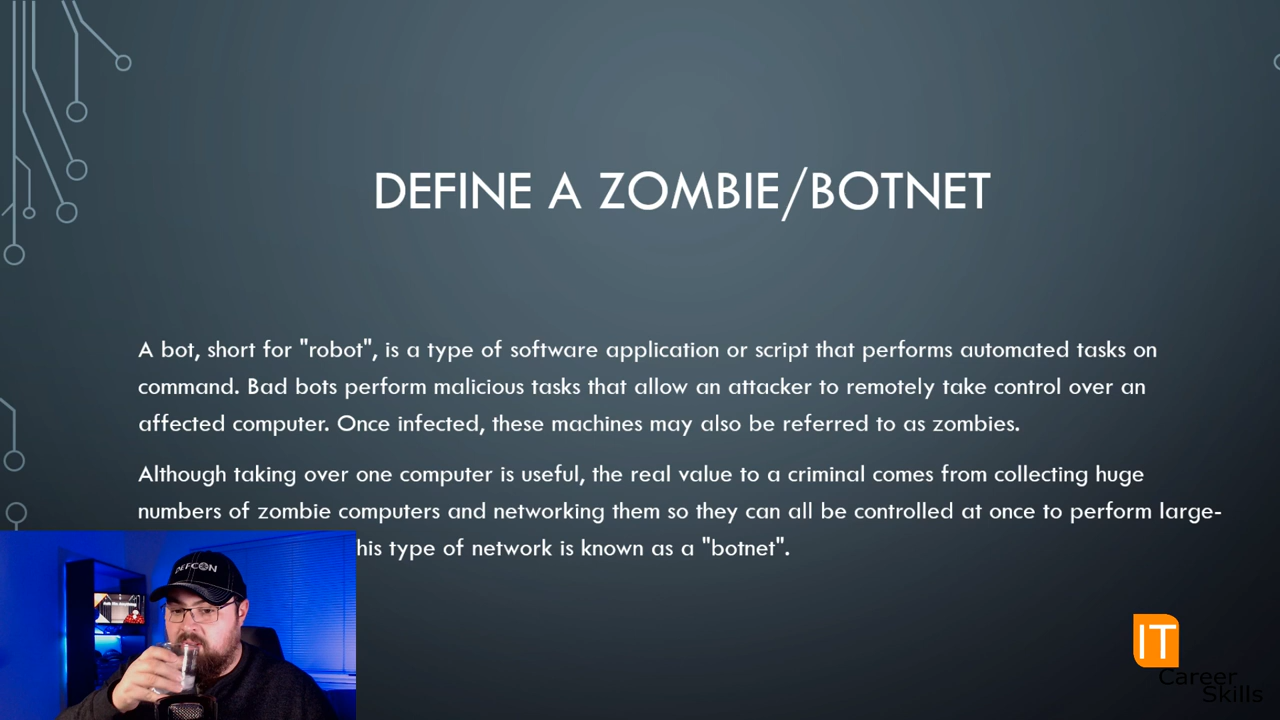 DEFINE A ZOMBIE/BOTNET
A bot, short for "robot", is a type of software application or script that performs automated tasks on
command. Bad bots perform malicious tasks that allow an attacker to remotely take control over an
affected computer. Once infected, these machines may also be referred to as zombies.
Although taking over one computer is useful, the real value to a criminal comes from collecting huge
numbers of zombie computers and networking them so they can all be controlled at once to perform large-
his type of network is known as a "botnet".
DEFCON
IT
Career
Skills